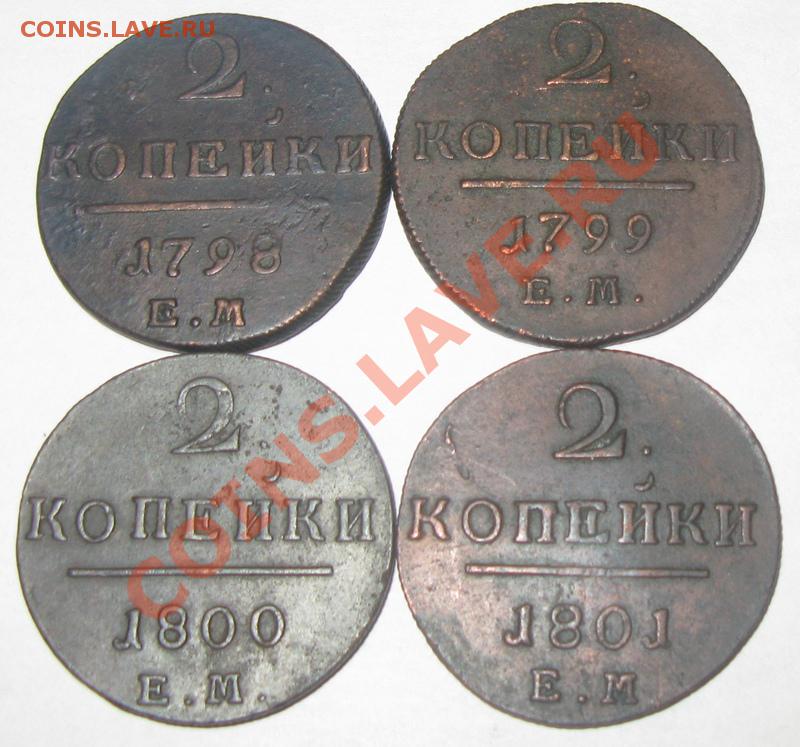 COINS.LAVE.RU
2.
КОПЕЙКИ
1798
Е.М
2.
КОПЕЙКИ
1799
Е.М.
2.
КОПЕЙКИ
1800
Е.М.
2.
КОПЕЙКИ
1801
Е.М
COINS.LAVE.RU